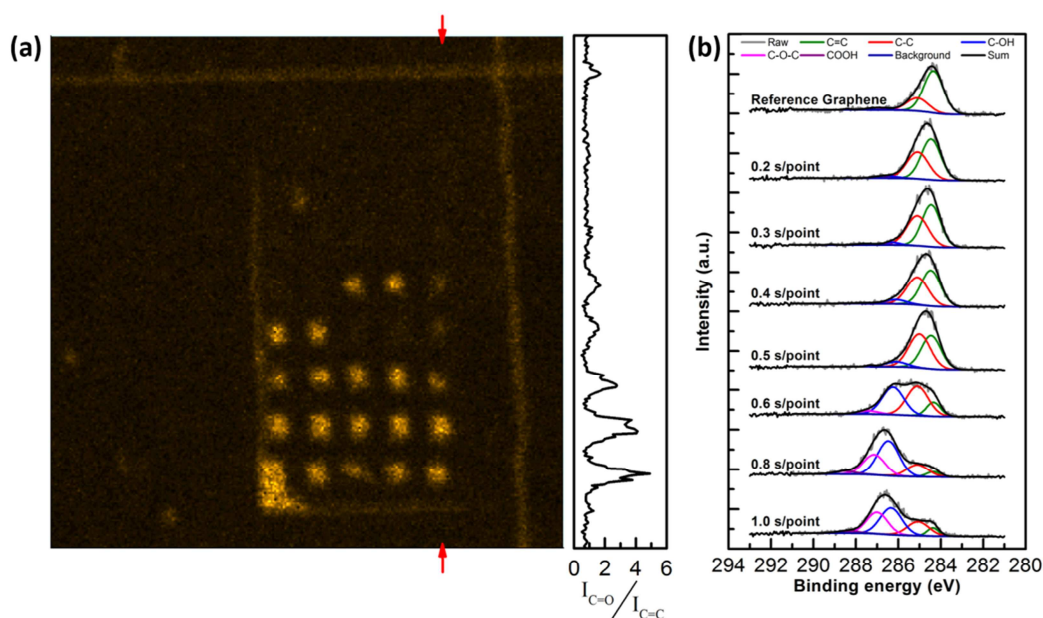 (a)
0 2 4 6
I_C=O / I_C=C
(b)
Raw C=C C-C C-OH
C-O-C COOH Background Sum
Reference Graphene
0.2 s/point
0.3 s/point
0.4 s/point
0.5 s/point
0.6 s/point
0.8 s/point
1.0 s/point
Intensity (a.u.)
294 292 290 288 286 284 282 280
Binding energy (eV)